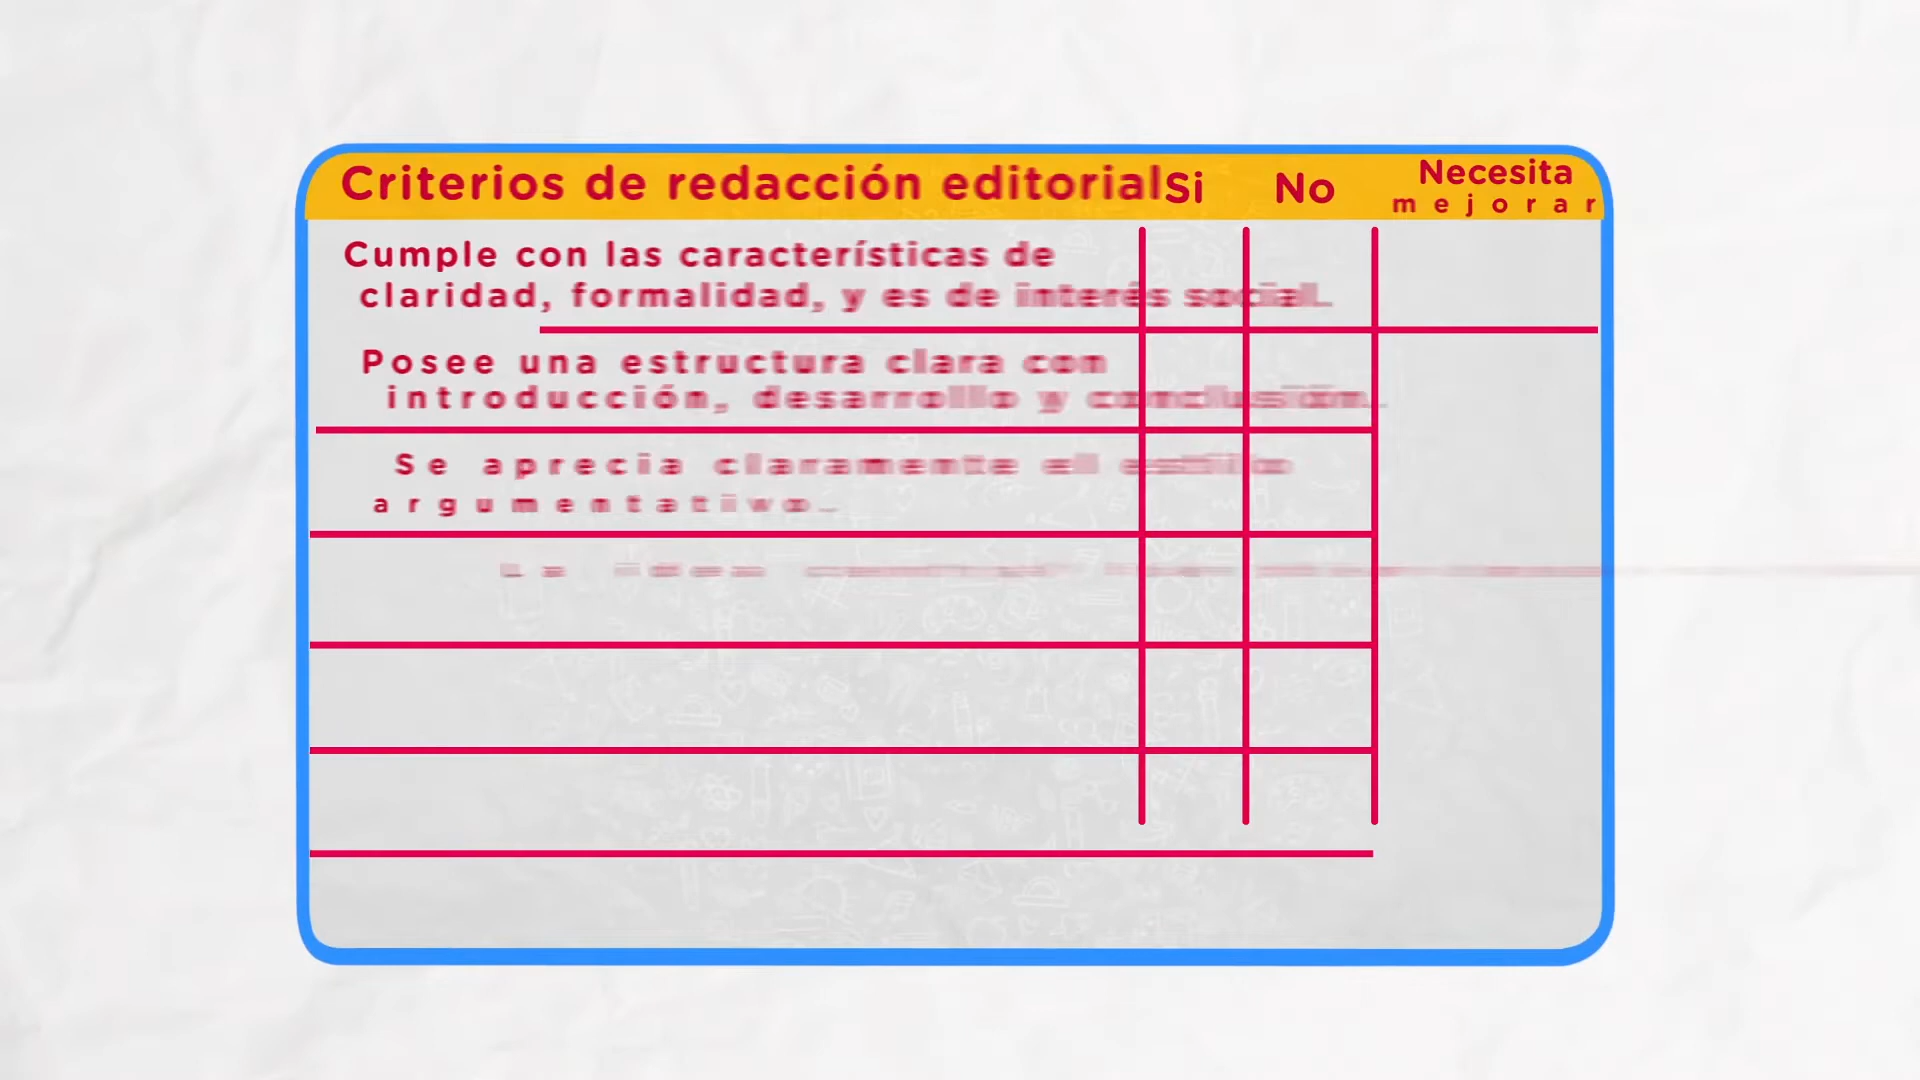 Criterios de redacción editorial Si No Necesita
mejorar
Cumple con las características de
claridad, formalidad, y es de interés social.
Posee una estructura clara con
introducción, desarrollo y conclusión.
Se aprecia claramente el estilo
argumentativo.